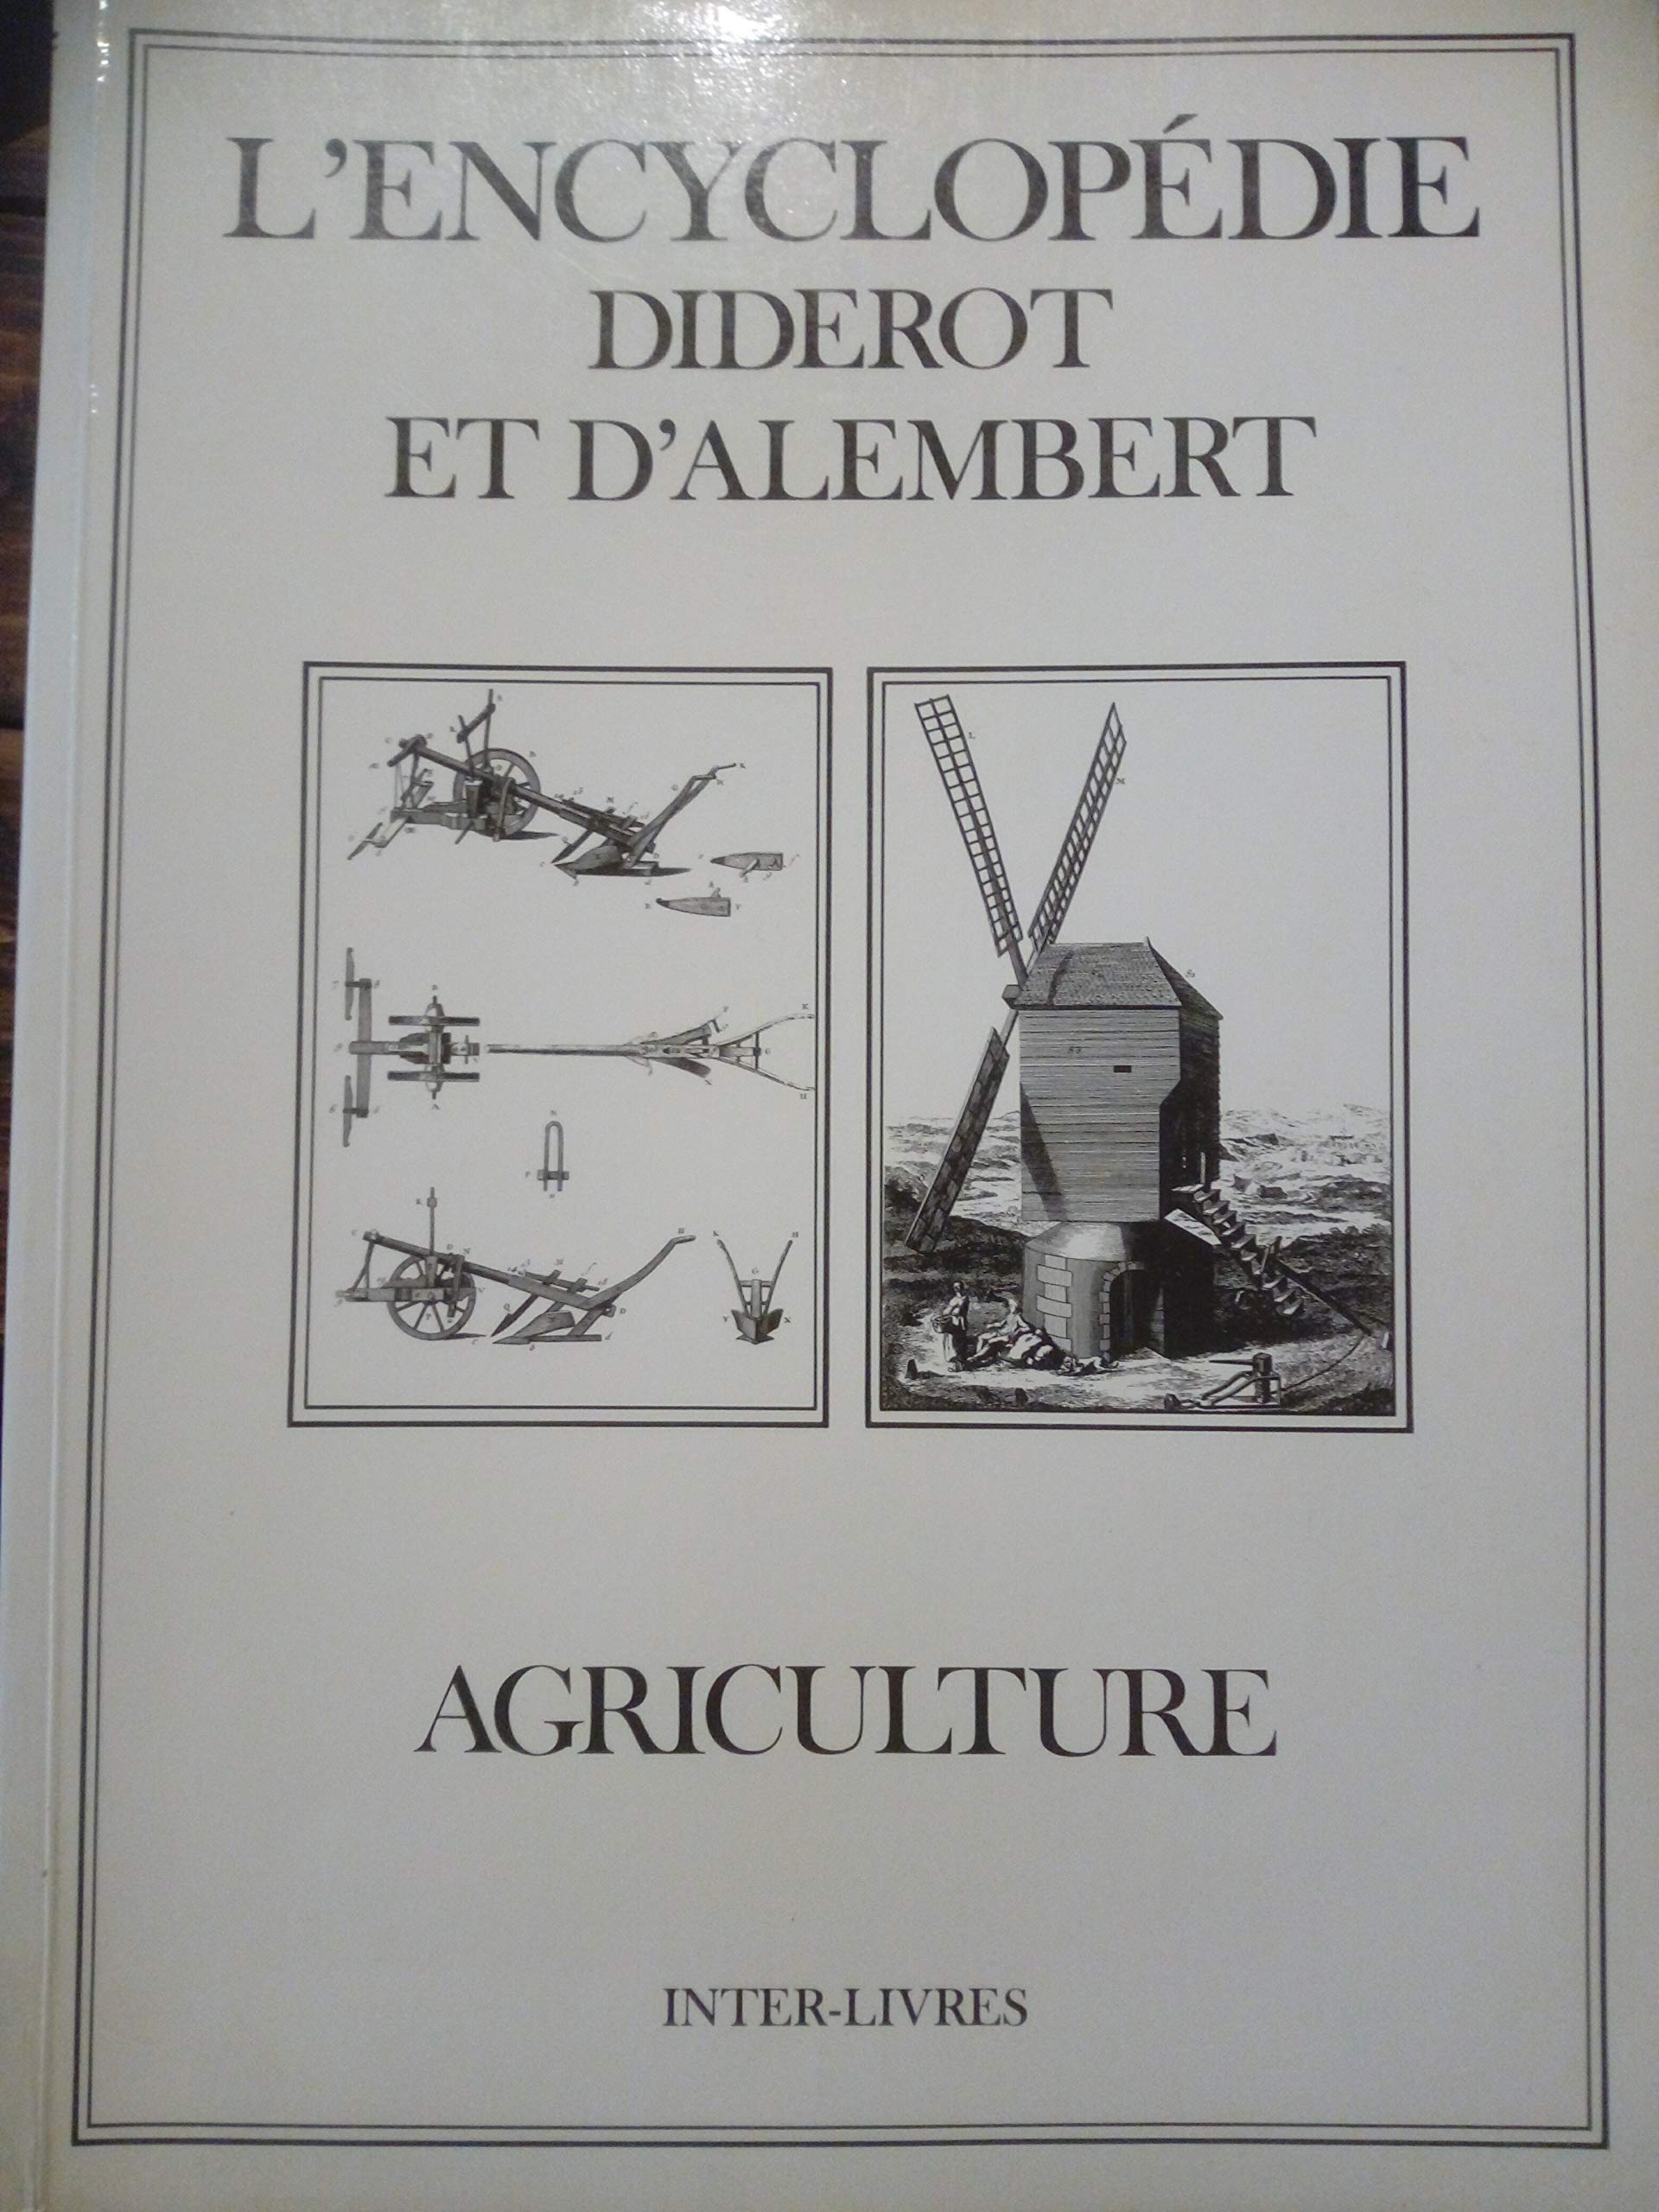 L'ENCYCLOPÉDIE
DIDEROT
ET D'ALEMBERT
AGRICULTURE
INTER-LIVRES